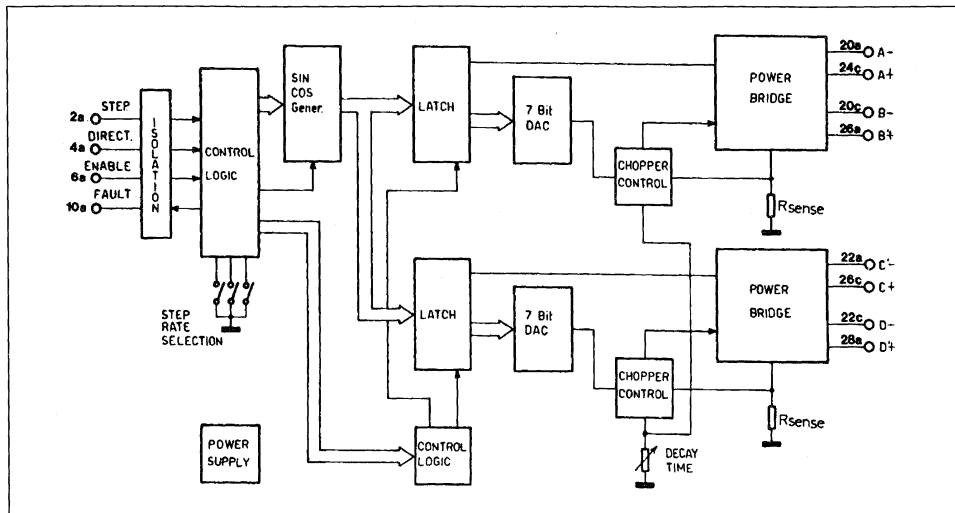 2a STEP
4a DIRECT.
6a ENABLE
10a FAULT
ISOLATION
CONTROL
LOGIC
STEP
RATE
SELECTION
SIN
COS
Gener.
LATCH
7 Bit
DAC
CHOPPER
CONTROL
POWER
BRIDGE
20a A-
24c A+
20c B-
26a B+
Rsense
LATCH
7 Bit
DAC
CHOPPER
CONTROL
POWER
BRIDGE
22a C-
26c C+
22c D-
28a D+
Rsense
POWER
SUPPLY
CONTROL
LOGIC
DECAY
TIME